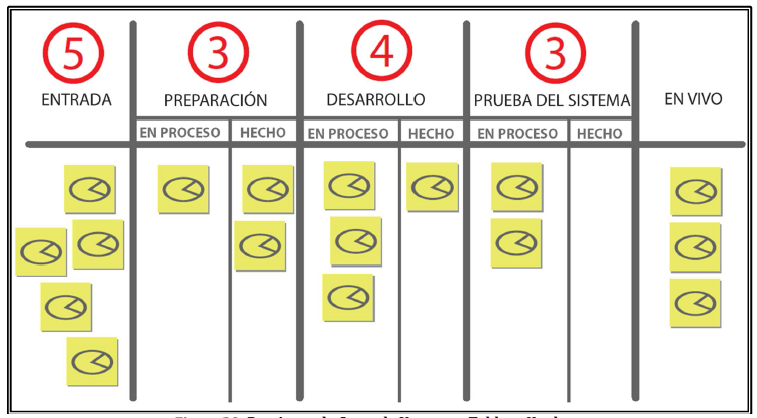 5
3
4
3
ENTRADA
PREPARACIÓN
DESARROLLO
PRUEBA DEL SISTEMA
EN VIVO
EN PROCESO
HECHO
EN PROCESO
HECHO
EN PROCESO
HECHO